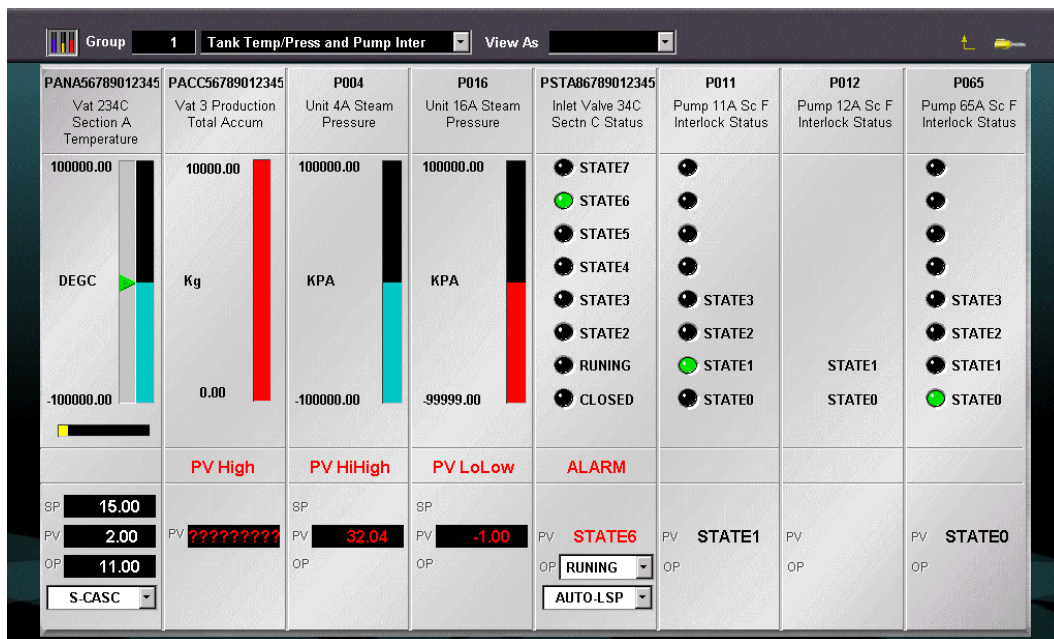 Group 1 Tank Temp/Press and Pump Inter View As
PANA56789012345 PACC56789012345 P004 P016 PSTA86789012345 P011 P012 P065
Vat 234C Vat 3 Production Unit 4A Steam Unit 16A Steam Inlet Valve 34C Pump 11A Sc F Pump 12A Sc F Pump 65A Sc F
Section A Total Accum Pressure Pressure Sectn C Status Interlock Status Interlock Status Interlock Status
Temperature
100000.00 10000.00 100000.00 100000.00 STATE7
STATE6
STATE5
STATE4
DEGC Kg KPA KPA
STATE3 STATE3 STATE3
STATE2 STATE2 STATE2
RUNING STATE1 STATE1 STATE1
-100000.00 0.00 -100000.00 -99999.00 CLOSED STATE0 STATE0 STATE0
PV High PV HiHigh PV LoLow ALARM
SP 15.00 SP SP
PV 2.00 PV ????????? PV 32.04 PV -1.00 PV STATE6 PV STATE1 PV PV STATE0
OP 11.00 OP OP OP RUNING OP OP OP
S-CASC AUTO-LSP